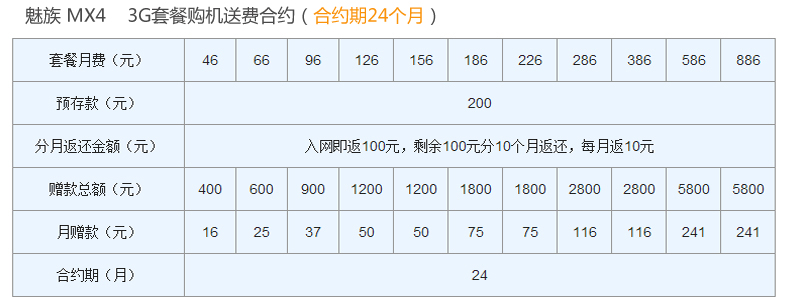 魅族 MX4 3G套餐购机送费合约（合约期24个月）
套餐月费（元） 46 66 96 126 156 186 226 286 386 586 886
预存款（元） 200
分月返还金额（元） 入网即返100元，剩余100元分10个月返还，每月返10元
赠款总额（元） 400 600 900 1200 1200 1800 1800 2800 2800 5800 5800
月赠款（元） 16 25 37 50 50 75 75 116 116 241 241
合约期（月） 24